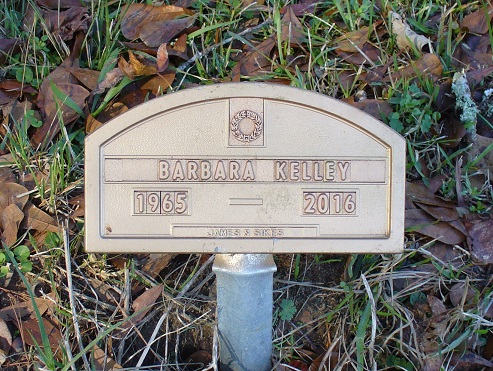 BARBARA KELLEY
1965 — 2016
JAMES & SIKES